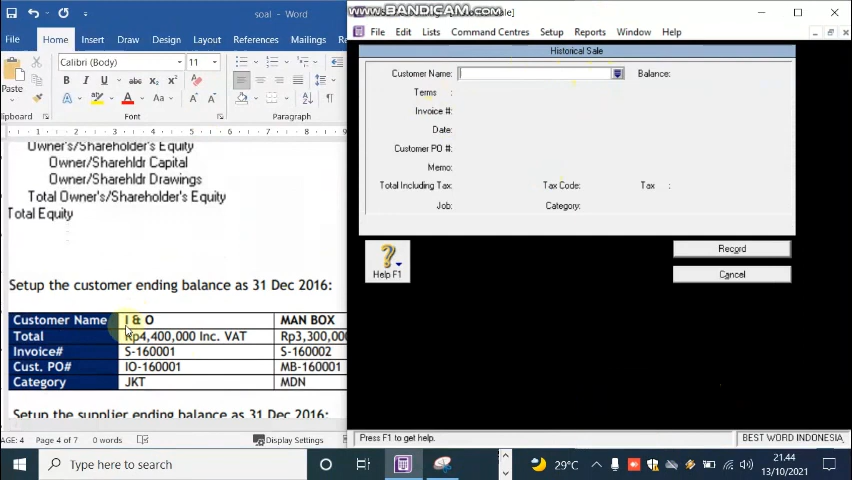 soal - Word
File Home Insert Draw Design Layout References Mailings
Calibri (Body) 11
Paste
Clipboard
Font
Owner's/Shareholder's Equity
Owner/Sharehldr Capital
Owner/Sharehldr Drawings
Total Owner's/Shareholder's Equity
Total Equity
Setup the customer ending balance as 31 Dec 2016:
Customer Name I & O MAN BOX
Total Rp4,400,000 Inc. VAT Rp3,300,000
Invoice# S-160001 S-160002
Cust. PO# IO-160001 MB-160001
Category JKT MDN
Setup the supplier ending balance as 31 Dec 2016:
PAGE: 4 Page 4 of 7 0 words Display Settings
WWW.BANDICAM.COM
Sale]
File Edit Lists Command Centres Setup Reports Window Help
Historical Sale
Customer Name: Balance:
Terms :
Invoice #:
Date:
Customer PO #:
Memo:
Total Including Tax: Tax Code: Tax :
Job: Category:
Help F1
Record
Cancel
Press F1 to get help. BEST WORD INDONESIA
Type here to search
29°C
21.44
13/10/2021